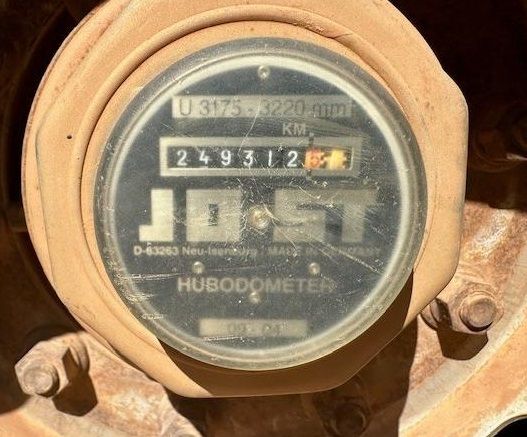 U 3175 - 3220 mm
KM
249312
JOST
D-63263 Neu-Isenburg · MADE IN GERMANY
HUBODOMETER